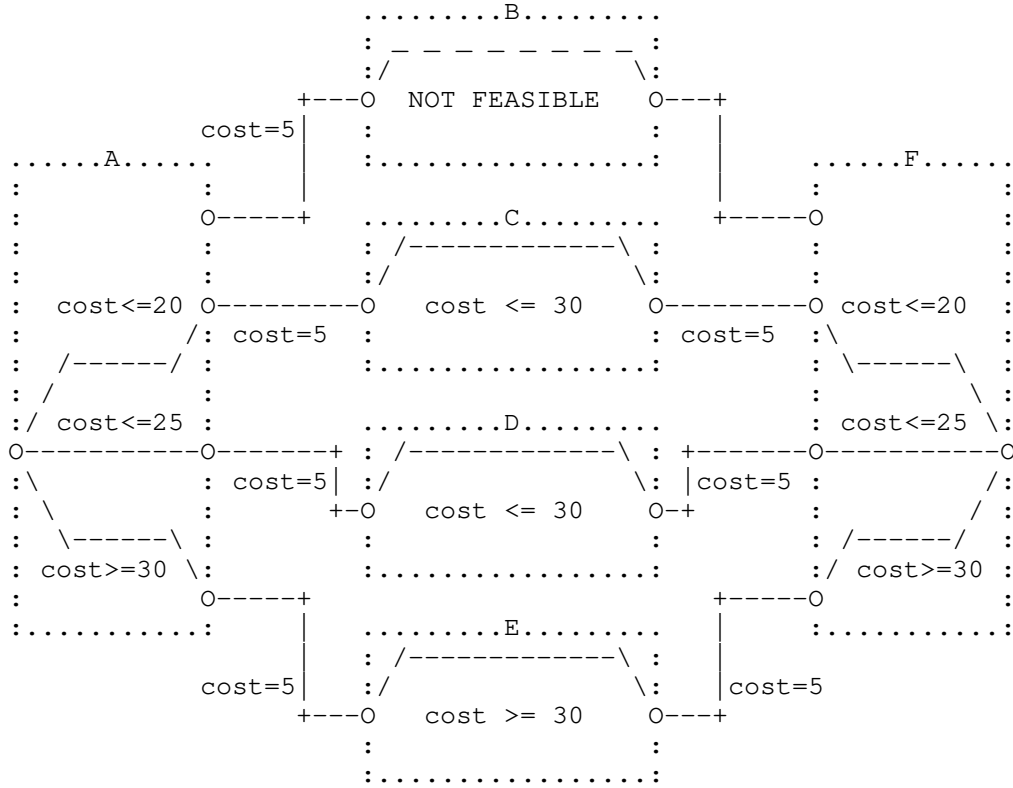 B
NOT FEASIBLE
cost=5
A F
C
cost<=20 cost <= 30 cost<=20
cost=5 cost=5
cost<=25 D cost<=25
cost=5 cost=5
cost <= 30
cost>=30 cost>=30
E
cost=5 cost=5
cost >= 30